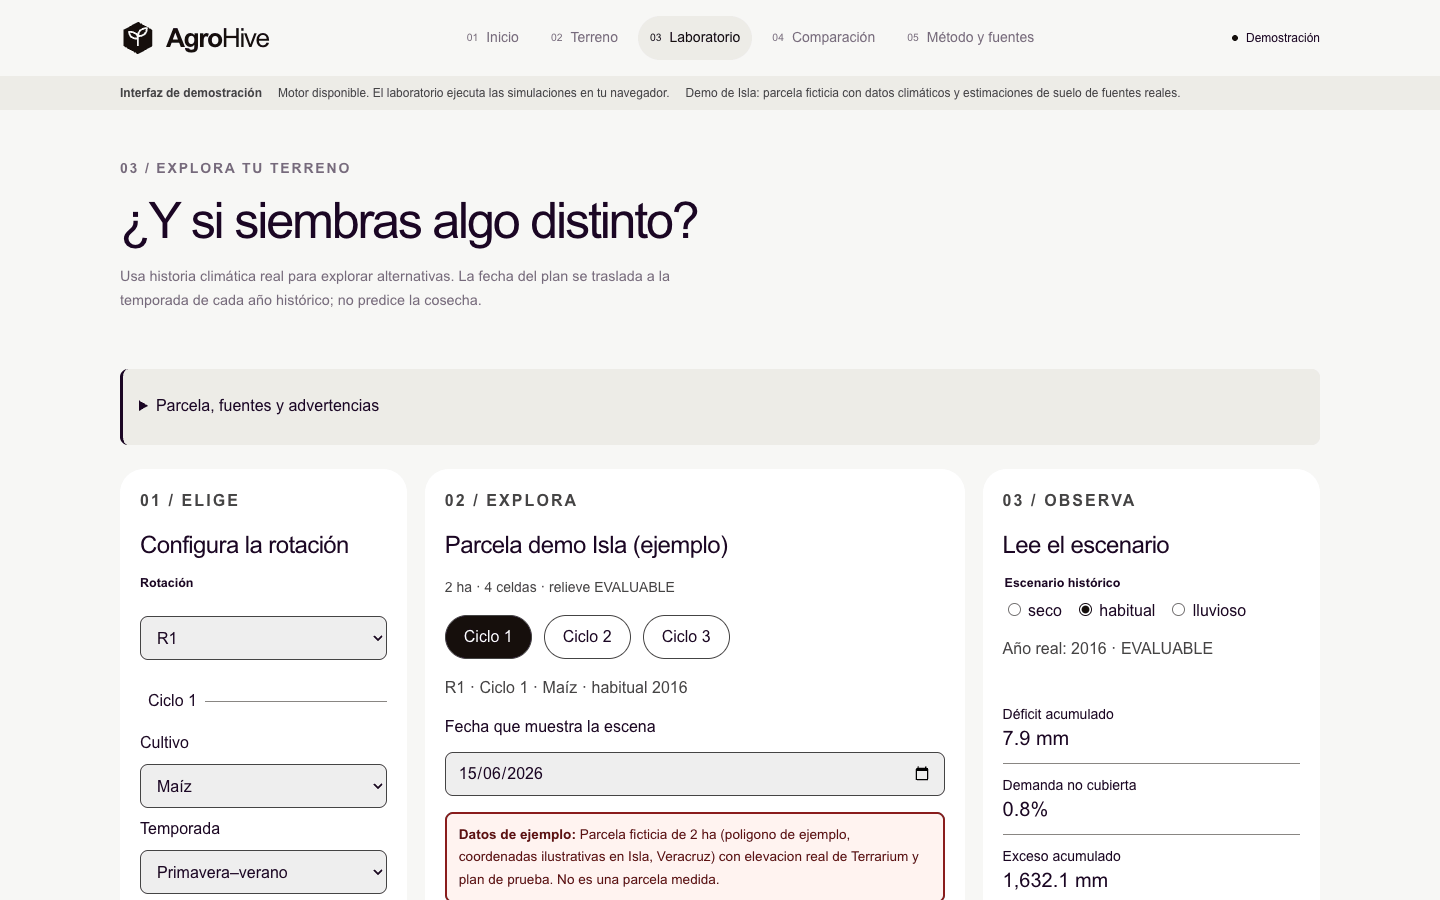 AgroHive
01 Inicio
02 Terreno
03 Laboratorio
04 Comparación
05 Método y fuentes
Demostración
Interfaz de demostración Motor disponible. El laboratorio ejecuta las simulaciones en tu navegador. Demo de Isla: parcela ficticia con datos climáticos y estimaciones de suelo de fuentes reales.
03 / EXPLORA TU TERRENO
¿Y si siembras algo distinto?
Usa historia climática real para explorar alternativas. La fecha del plan se traslada a la
temporada de cada año histórico; no predice la cosecha.
Parcela, fuentes y advertencias
01 / ELIGE
Configura la rotación
Rotación
R1
Ciclo 1
Cultivo
Maíz
Temporada
Primavera–verano
02 / EXPLORA
Parcela demo Isla (ejemplo)
2 ha · 4 celdas · relieve EVALUABLE
Ciclo 1
Ciclo 2
Ciclo 3
R1 · Ciclo 1 · Maíz · habitual 2016
Fecha que muestra la escena
15/06/2026
Datos de ejemplo: Parcela ficticia de 2 ha (poligono de ejemplo,
coordenadas ilustrativas en Isla, Veracruz) con elevacion real de Terrarium y
plan de prueba. No es una parcela medida.
03 / OBSERVA
Lee el escenario
Escenario histórico
seco
habitual
lluvioso
Año real: 2016 · EVALUABLE
Déficit acumulado
7.9 mm
Demanda no cubierta
0.8%
Exceso acumulado
1,632.1 mm